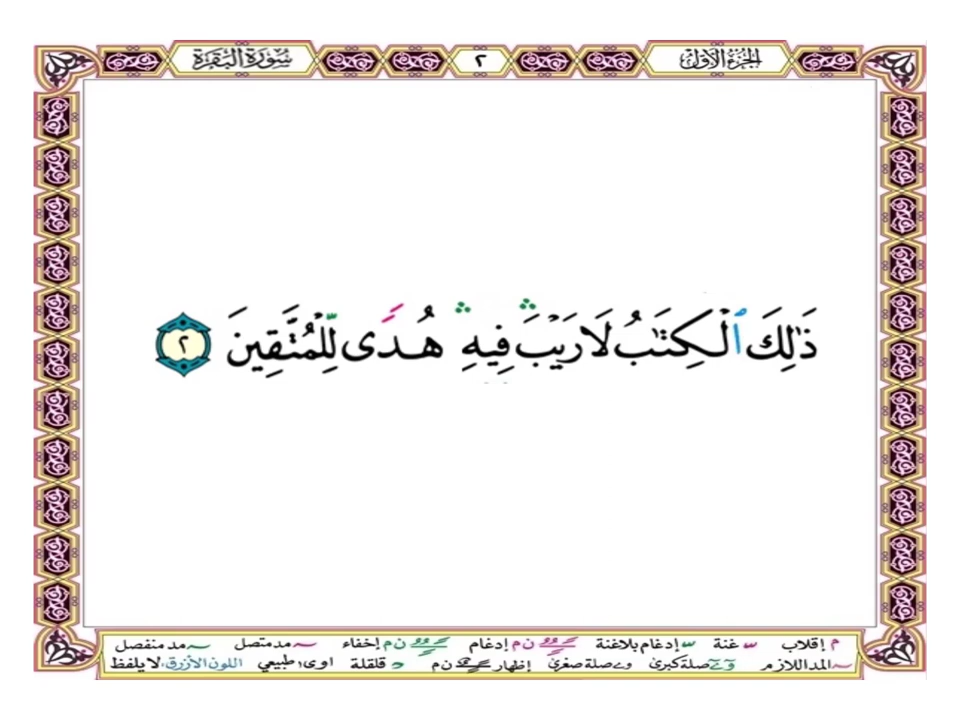 الجزء الأول
٢
سورة البقرة
ذَٰلِكَ ٱلْكِتَٰبُ لَا رَيْبَ ۛ فِيهِ ۛ هُدًى لِّلْمُتَّقِينَ ٢
م إقلاب س غنة س إدغام بلاغنة ن م إدغام ن م إخفاء مد متصل مد منفصل
المد اللازم صلة كبرى صلة صغرى إظهار ن م قلقلة اوى طبيعي اللون الأزرق لا يلفظ